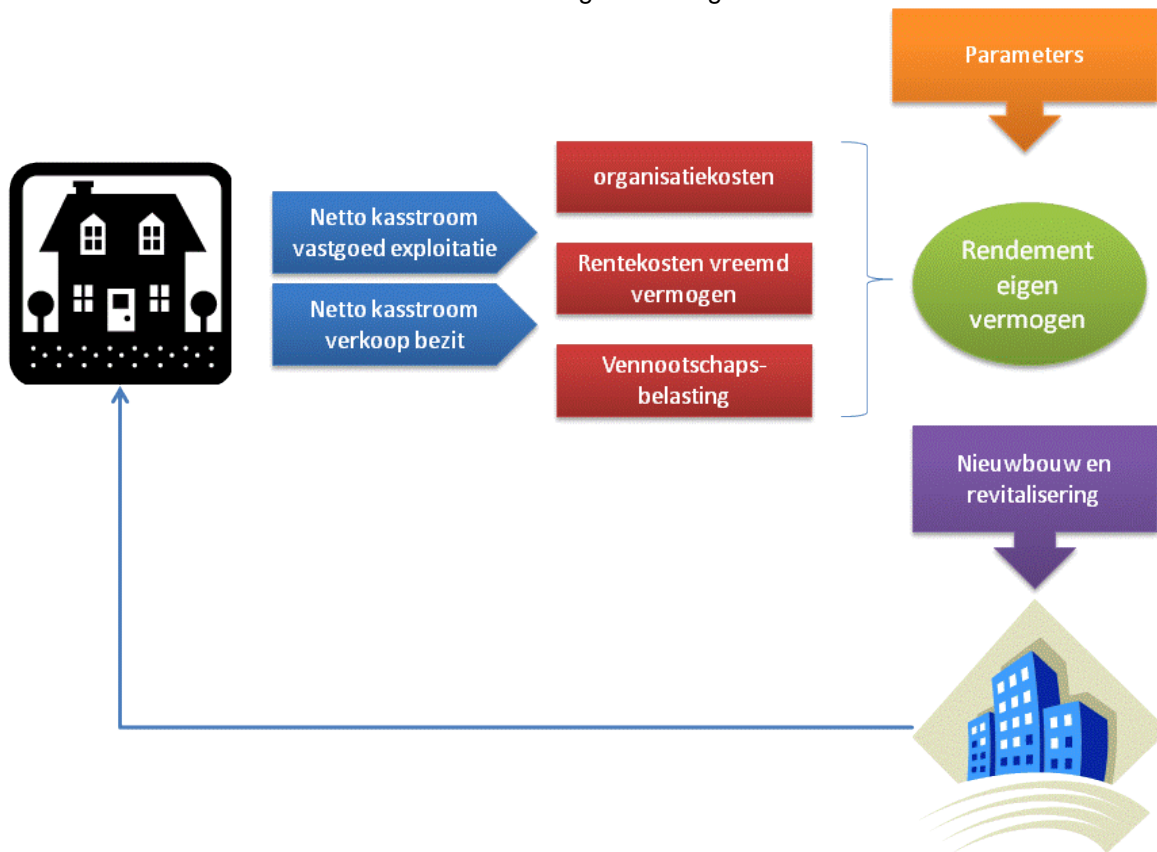 Parameters
organisatiekosten
Netto kasstroom
vastgoed exploitatie
Rentekosten vreemd
vermogen
Rendement
eigen
vermogen
Netto kasstroom
verkoop bezit
Vennootschaps-
belasting
Nieuwbouw en
revitalisering